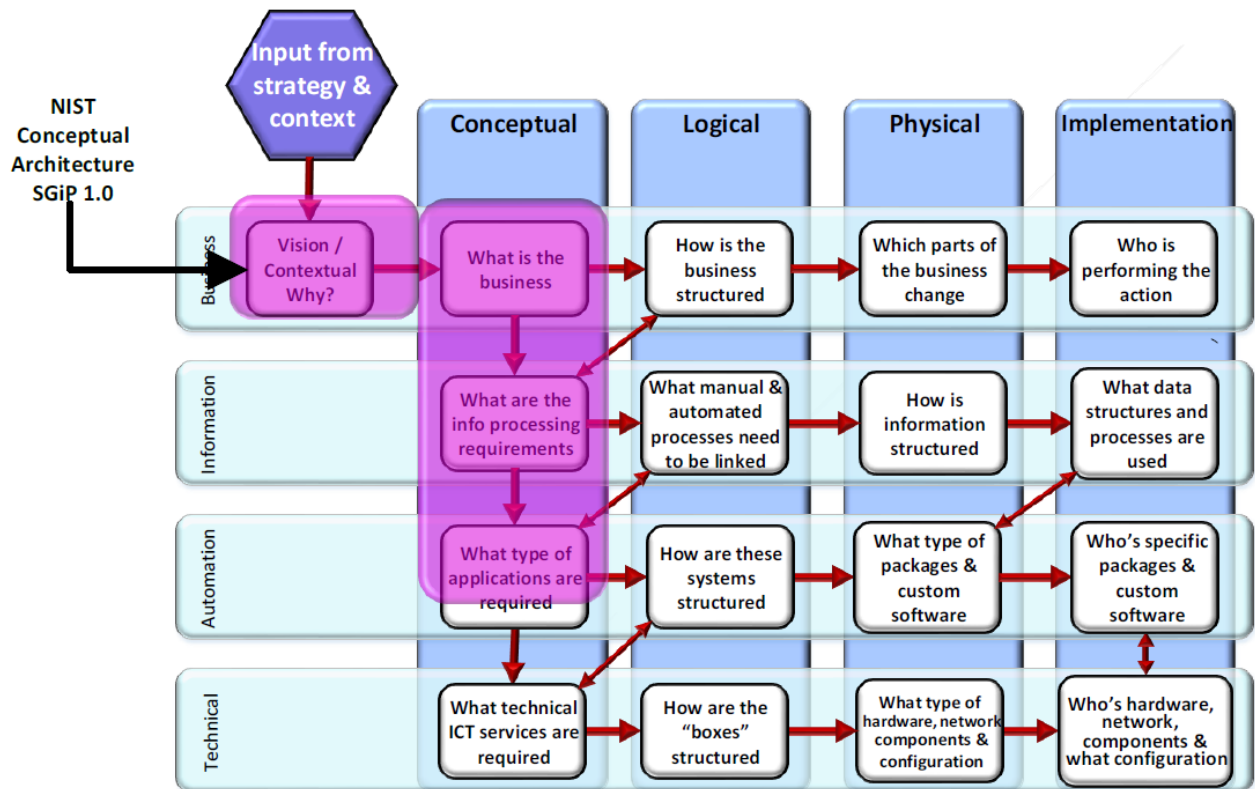 Input from
strategy &
context
NIST
Conceptual
Architecture
SGiP 1.0
Conceptual
Logical
Physical
Implementation
Business
Vision /
Contextual
Why?
What is the
business
How is the
business
structured
Which parts of
the business
change
Who is
performing the
action
Information
What are the
info processing
requirements
What manual &
automated
processes need
to be linked
How is
information
structured
What data
structures and
processes are
used
Automation
What type of
applications are
required
How are these
systems
structured
What type of
packages &
custom
software
Who's specific
packages &
custom
software
Technical
What technical
ICT services are
required
How are the
“boxes”
structured
What type of
hardware, network
components &
configuration
Who's hardware,
network,
components &
what configuration